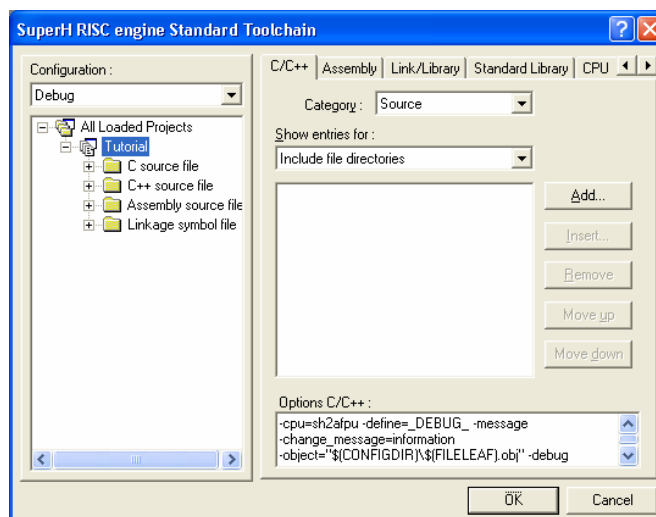 SuperH RISC engine Standard Toolchain
Configuration :
Debug
All Loaded Projects
Tutorial
C source file
C++ source file
Assembly source file
Linkage symbol file
C/C++ Assembly Link/Library Standard Library CPU
Category : Source
Show entries for :
Include file directories
Add...
Insert...
Remove
Move up
Move down
Options C/C++ :
-cpu=sh2afpu -define=_DEBUG_ -message
-change_message=information
-object="$(CONFIGDIR)\$(FILELEAF).obj" -debug
OK Cancel